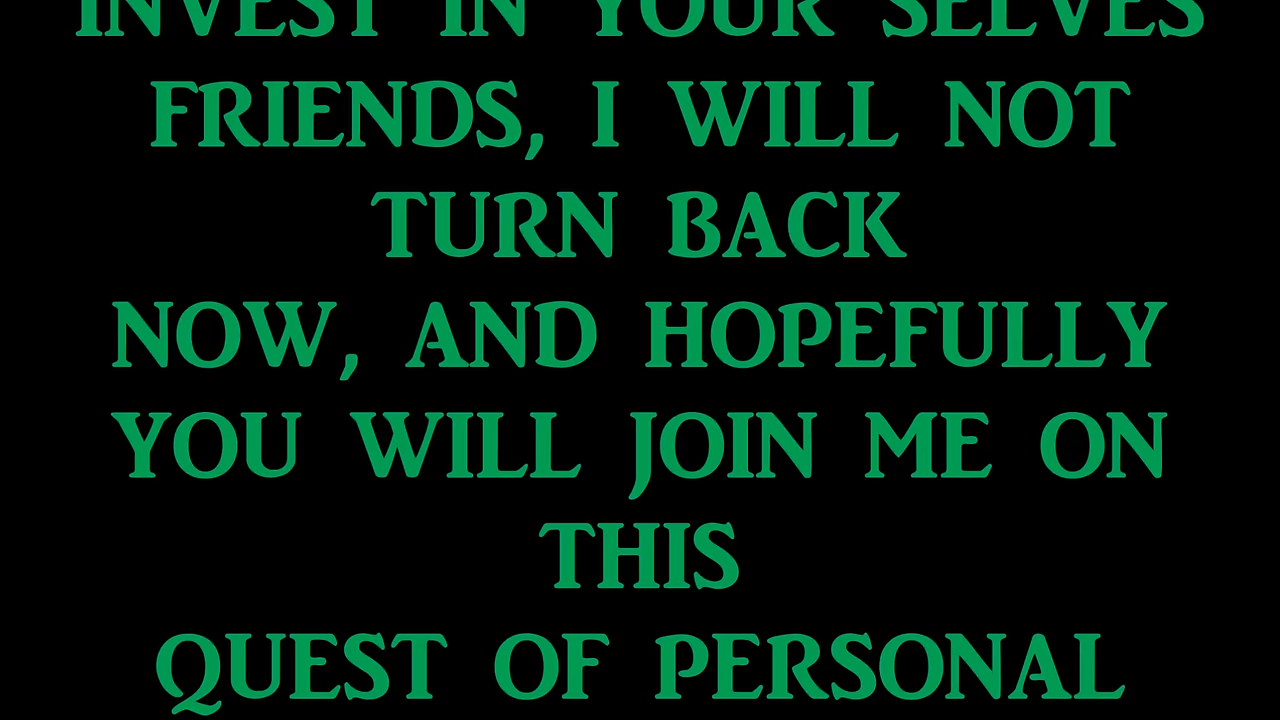 INVEST IN YOUR SELVES
FRIENDS, I WILL NOT
TURN BACK
NOW, AND HOPEFULLY
YOU WILL JOIN ME ON
THIS
QUEST OF PERSONAL